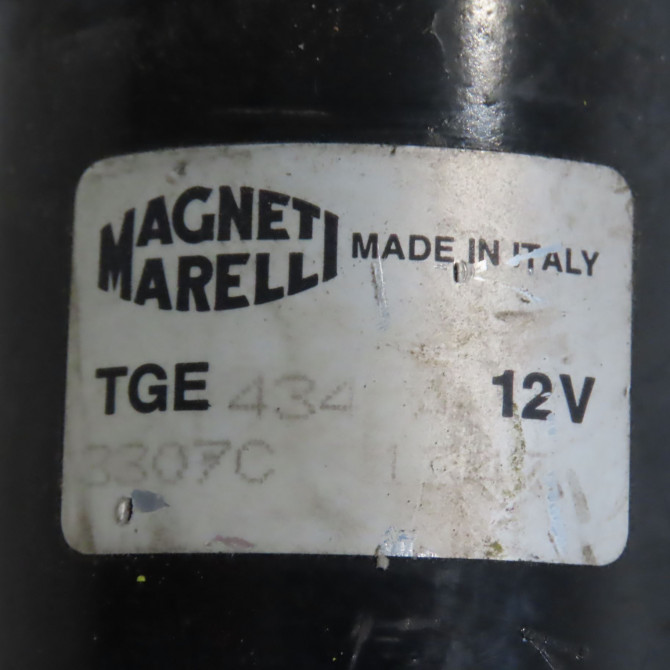 MAGNETI
MARELLI
MADE IN ITALY
TGE 434 12V
3307C